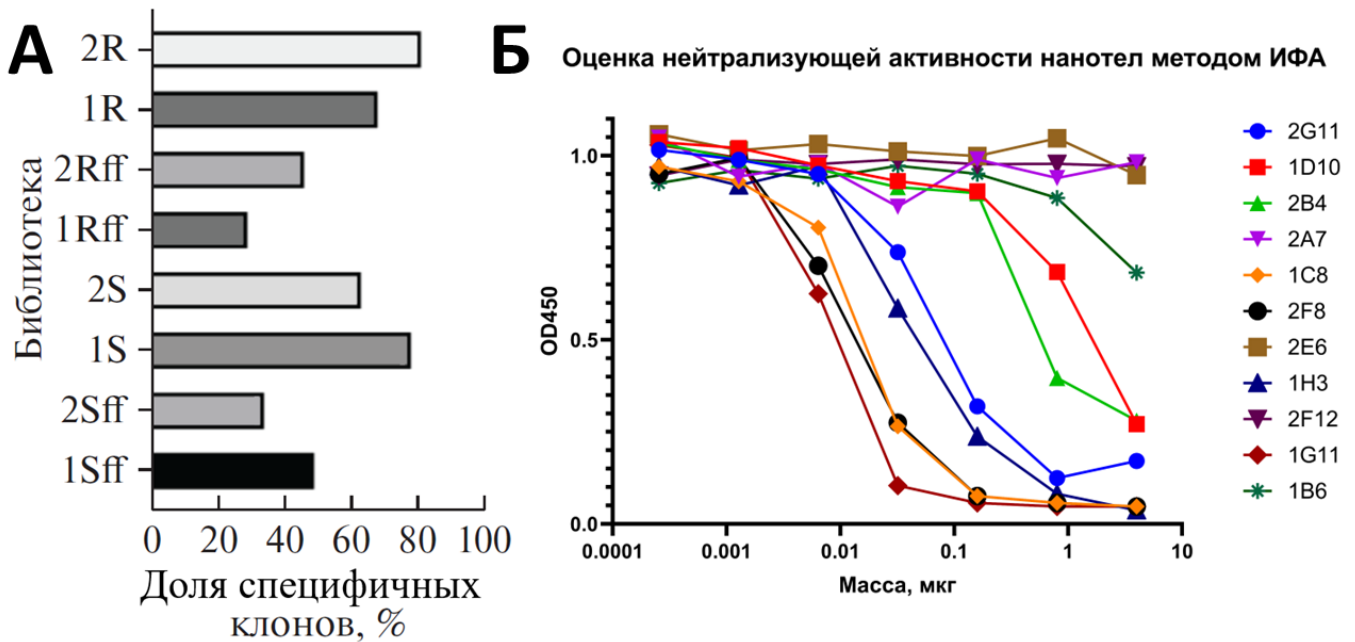 А
2R
1R
2Rff
1Rff
2S
1S
2Sff
1Sff
Библиотека
0 20 40 60 80 100
Доля специфичных
клонов, %
Б
Оценка нейтрализующей активности нанотел методом ИФА
1.0
0.5
0.0
OD450
0.0001 0.001 0.01 0.1 1 10
Масса, мкг
2G11
1D10
2B4
2A7
1C8
2F8
2E6
1H3
2F12
1G11
1B6